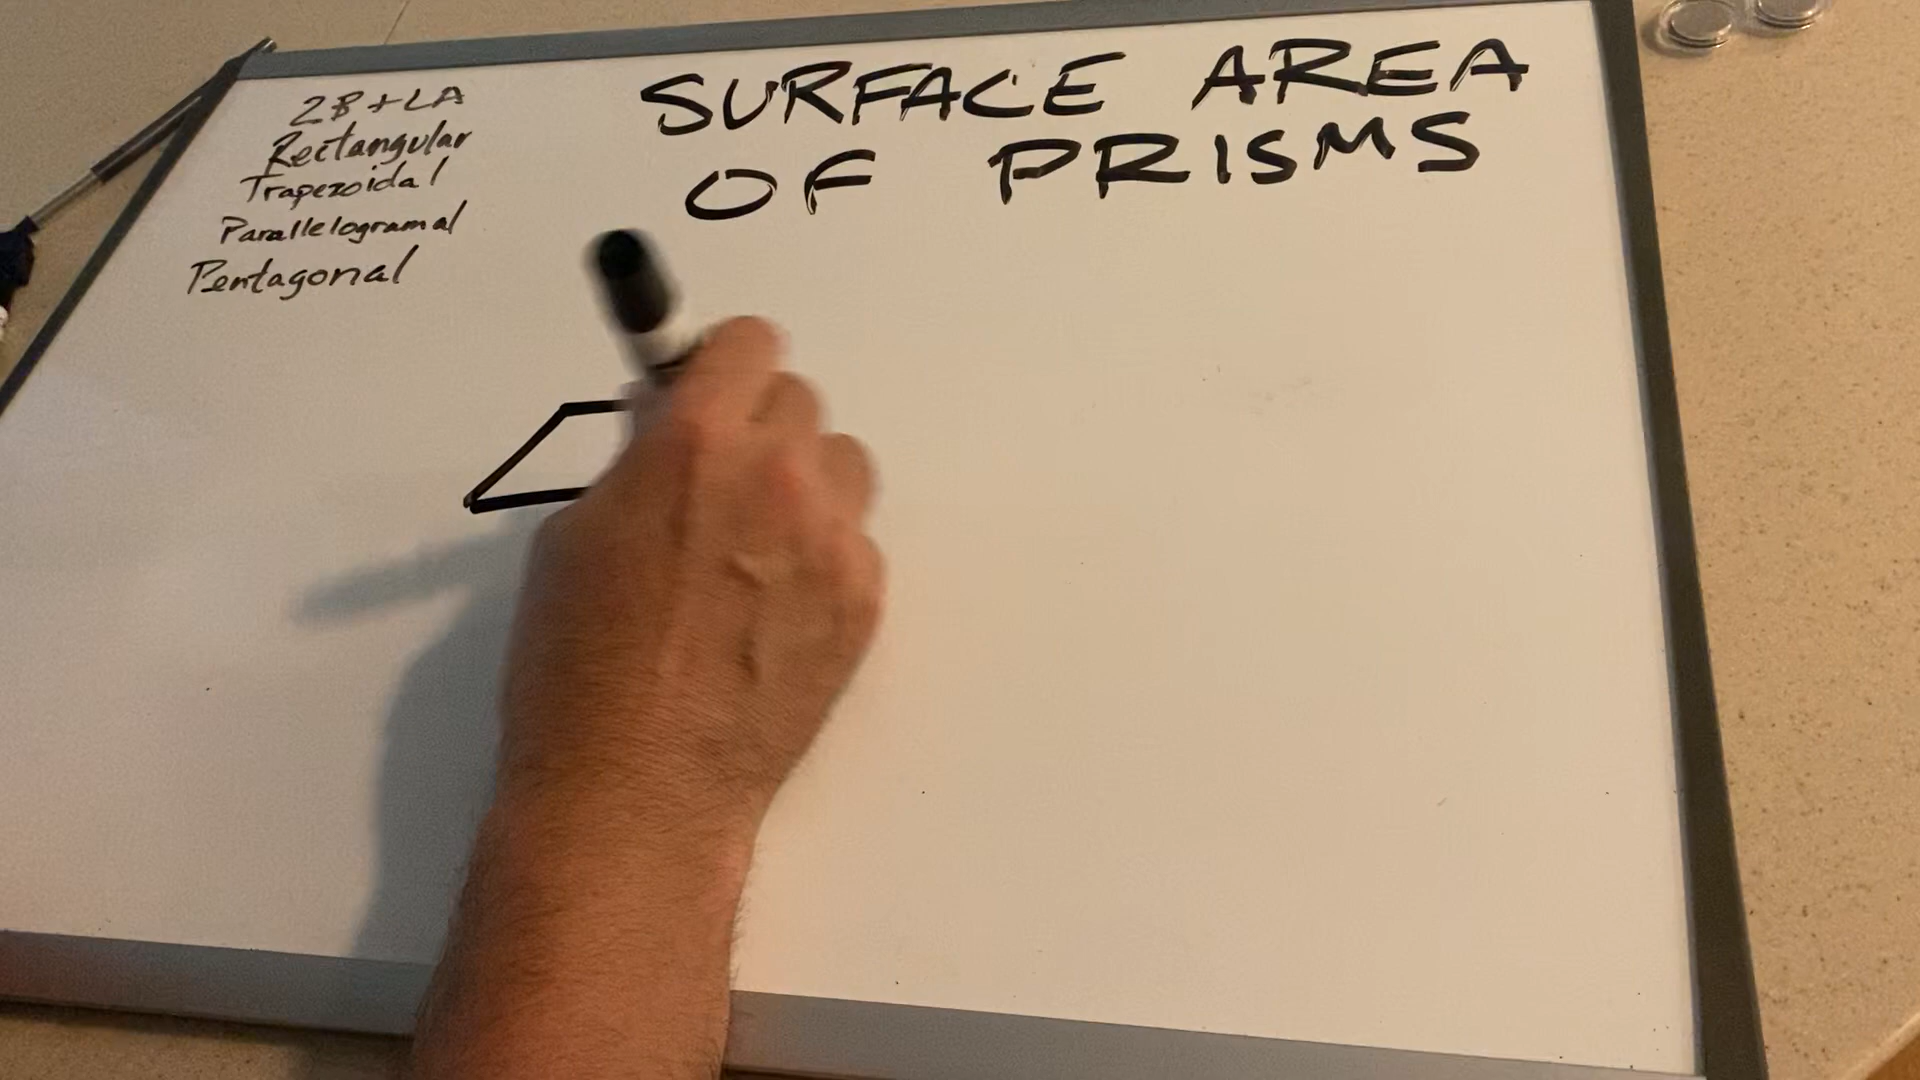 2B + LA
Rectangular
Trapezoidal
Parallelogramal
Pentagonal
SURFACE AREA
OF PRISMS